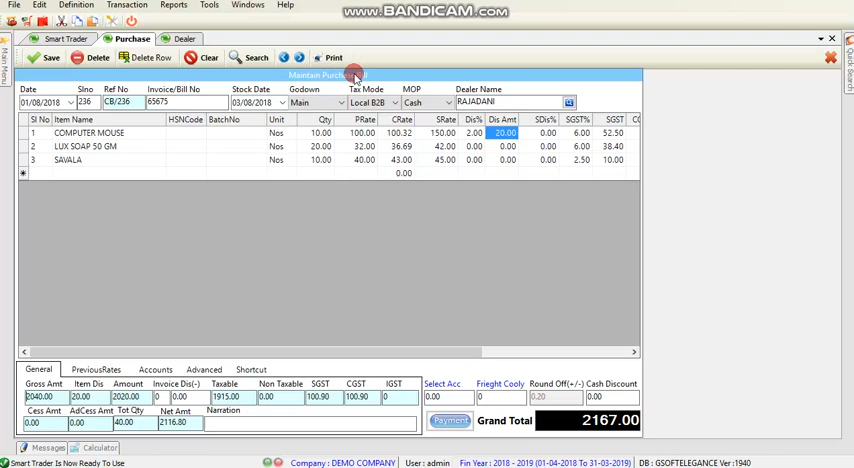 File Edit Definition Transaction Reports Tools Windows Help
www.BANDICAM.com
Main Menu
Smart Trader Purchase Dealer
Quick Search
Save Delete Delete Row Clear Search Print
Maintain Purchase Bill
Date Slno Ref No Invoice/Bill No Stock Date Godown Tax Mode MOP Dealer Name
01/08/2018 236 CB/236 65675 03/08/2018 Main Local B2B Cash RAJADANI
Sl No Item Name HSNCode BatchNo Unit Qty PRate CRate SRate Dis% Dis Amt SDis% SGST% SGST
1 COMPUTER MOUSE Nos 10.00 100.00 100.32 150.00 2.00 20.00 0.00 6.00 52.50
2 LUX SOAP 50 GM Nos 20.00 32.00 36.69 42.00 0.00 0.00 0.00 6.00 38.40
3 SAVALA Nos 10.00 40.00 43.00 45.00 0.00 0.00 0.00 2.50 10.00
0.00
General PreviousRates Accounts Advanced Shortcut
Gross Amt Item Dis Amount Invoice Dis(-) Taxable Non Taxable SGST CGST IGST Select Acc Frieght Cooly Round Off(+/-) Cash Discount
2040.00 20.00 2020.00 0 0.00 1915.00 0.00 100.90 100.90 0 0.00 0 0.20 0.00
Cess Amt AdCess Amt Tot Qty Net Amt Narration
0.00 0.00 40.00 2116.80
Payment Grand Total 2167.00
Messages Calculator
Smart Trader Is Now Ready To Use Company : DEMO COMPANY User : admin Fin Year : 2018 - 2019 (01-04-2018 To 31-03-2019) DB : GSOFTELEGANCE Ver:1940